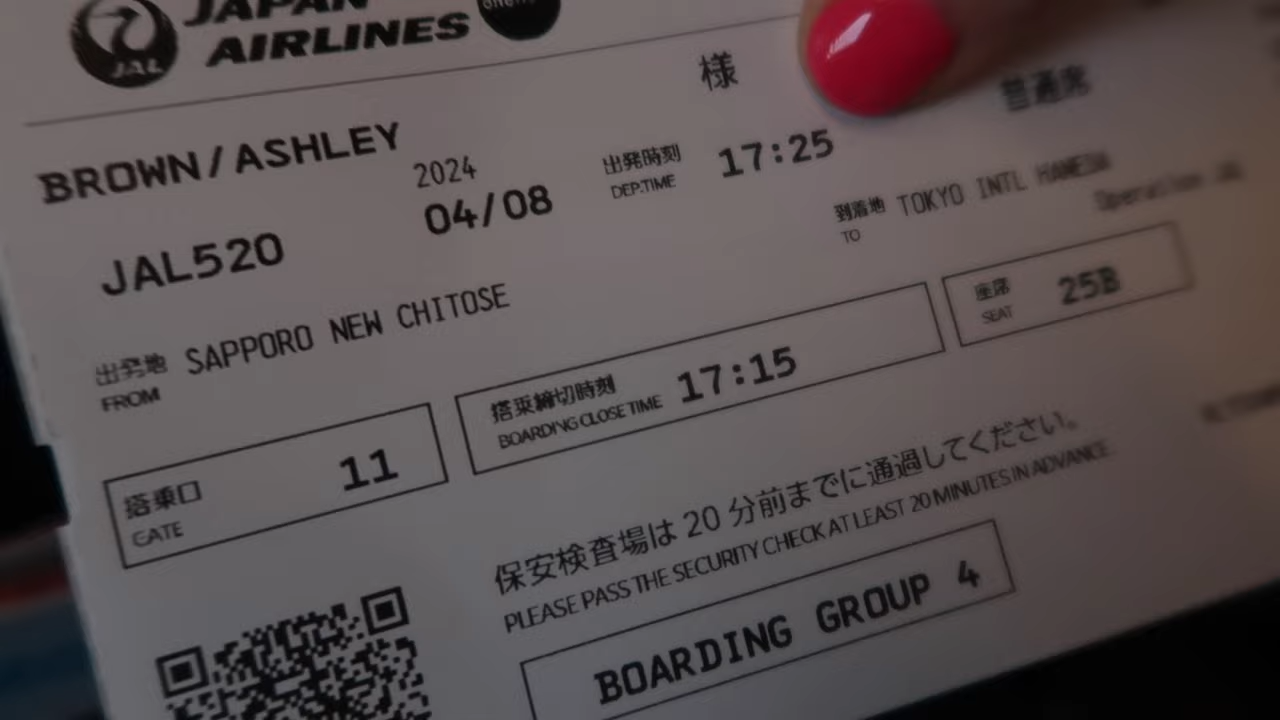 JAPAN
AIRLINES
JAL
様
普通席
BROWN/ASHLEY
2024
04/08
出発時刻
DEP.TIME
17:25
JAL520
到着地
TO
TOKYO INTL HANEDA
出発地
FROM
SAPPORO NEW CHITOSE
座席
SEAT
25B
搭乗締切時刻
BOARDING CLOSE TIME
17:15
搭乗口
GATE
11
保安検査場は 20 分前までに通過してください。
PLEASE PASS THE SECURITY CHECK AT LEAST 20 MINUTES IN ADVANCE.
BOARDING GROUP 4